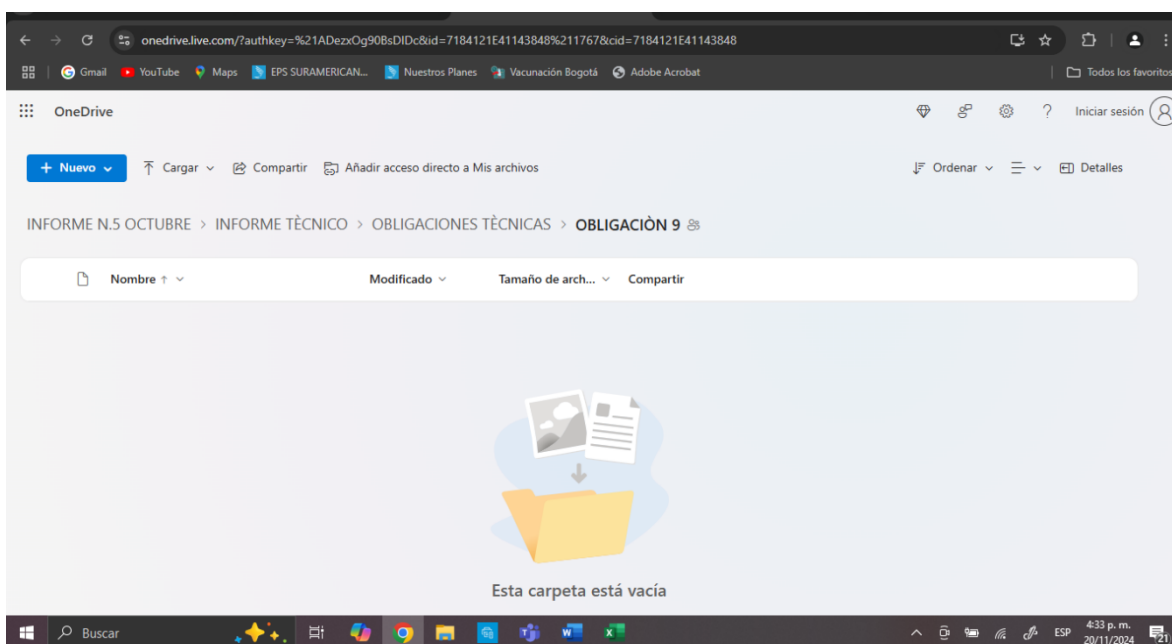 onedrive.live.com/?authkey=%21ADezxOg90BsDIDc&id=7184121E41143848%211767&cid=7184121E41143848
Gmail YouTube Maps EPS SURAMERICAN... Nuestros Planes Vacunación Bogotá Adobe Acrobat Todos los favoritos
OneDrive ? Iniciar sesión
+ Nuevo Cargar Compartir Añadir acceso directo a Mis archivos Ordenar Detalles
INFORME N.5 OCTUBRE > INFORME TÈCNICO > OBLIGACIONES TÈCNICAS > OBLIGACIÒN 9
Nombre ↑ Modificado Tamaño de arch... Compartir
Esta carpeta está vacía
Buscar ESP 4:33 p. m.
20/11/2024 21